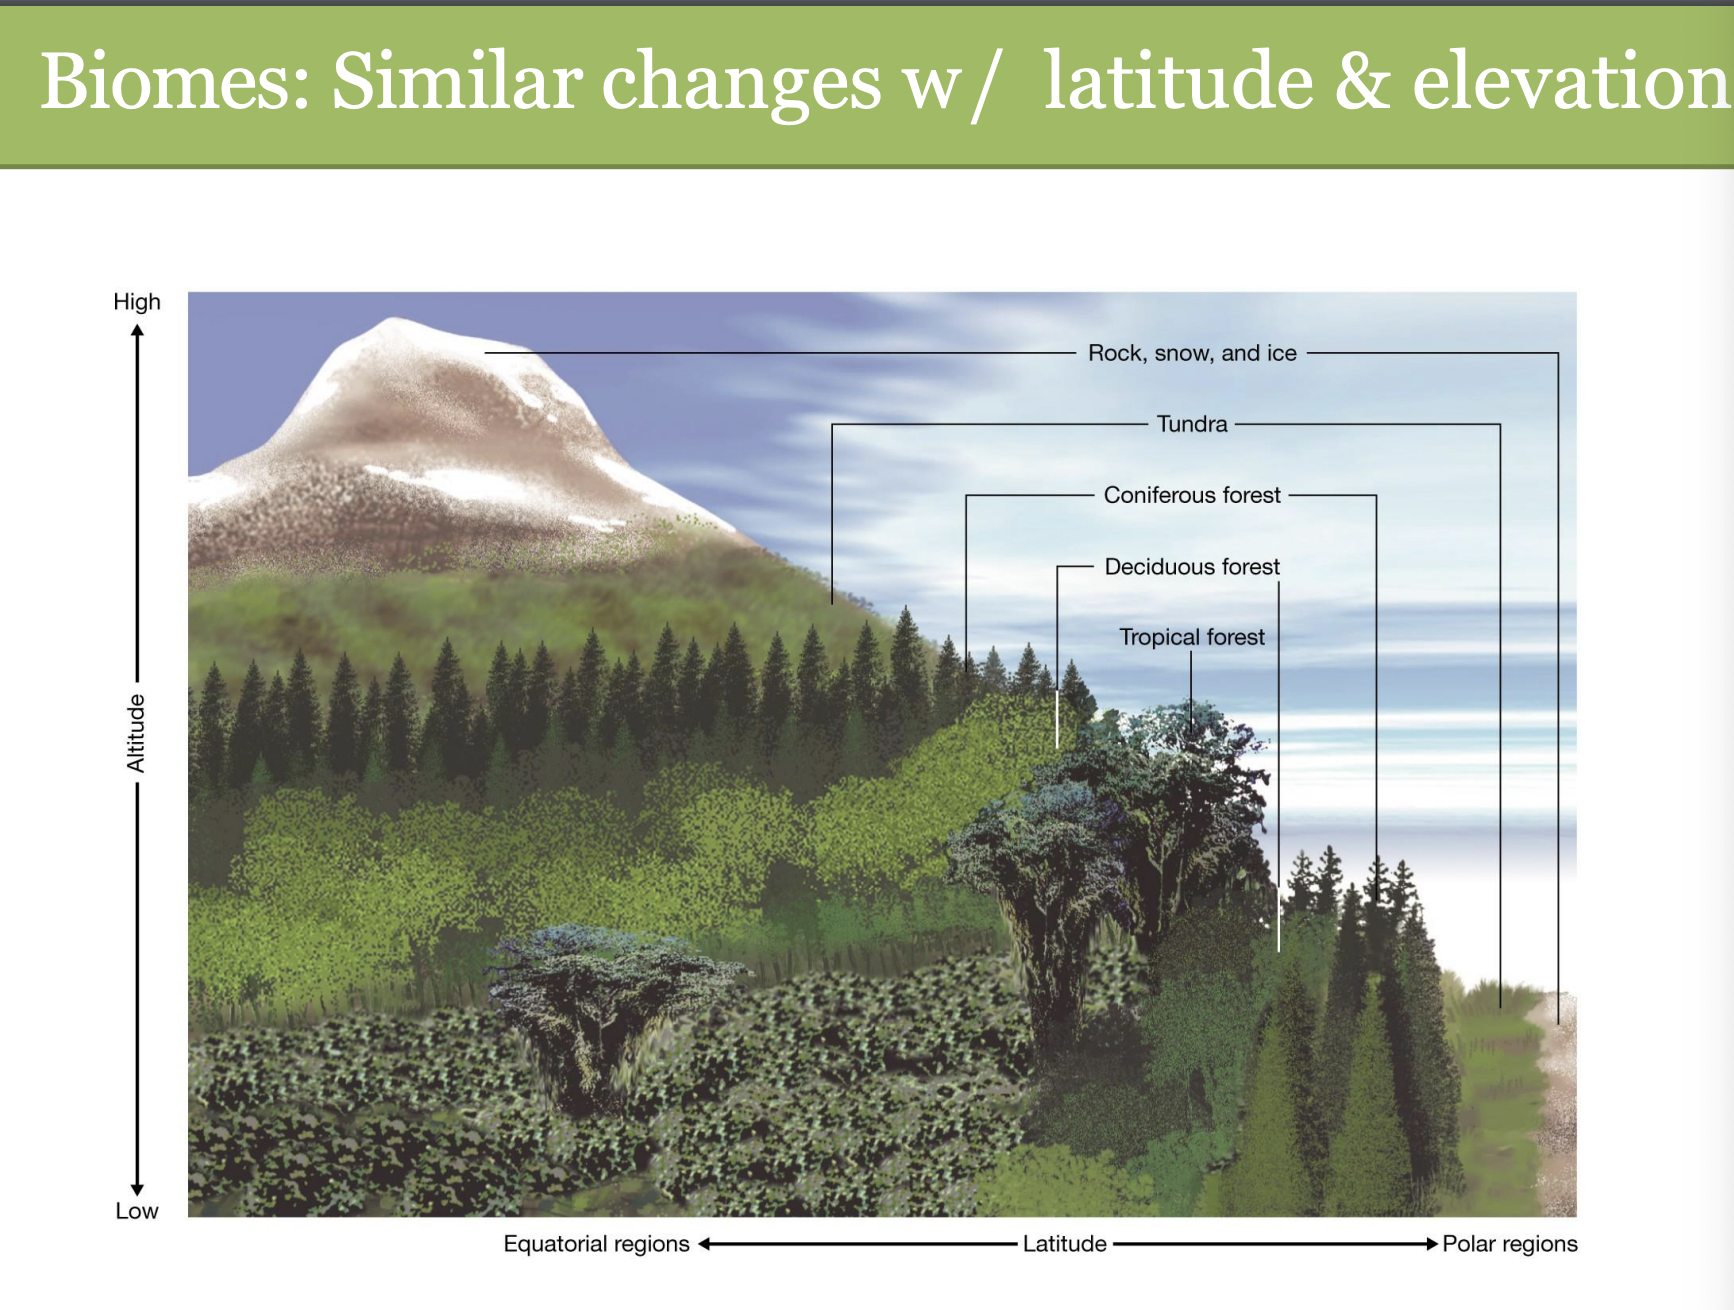 Biomes: Similar changes w/ latitude & elevation
High
Rock, snow, and ice
Tundra
Coniferous forest
Deciduous forest
Tropical forest
Altitude
Low
Equatorial regions
Latitude
Polar regions